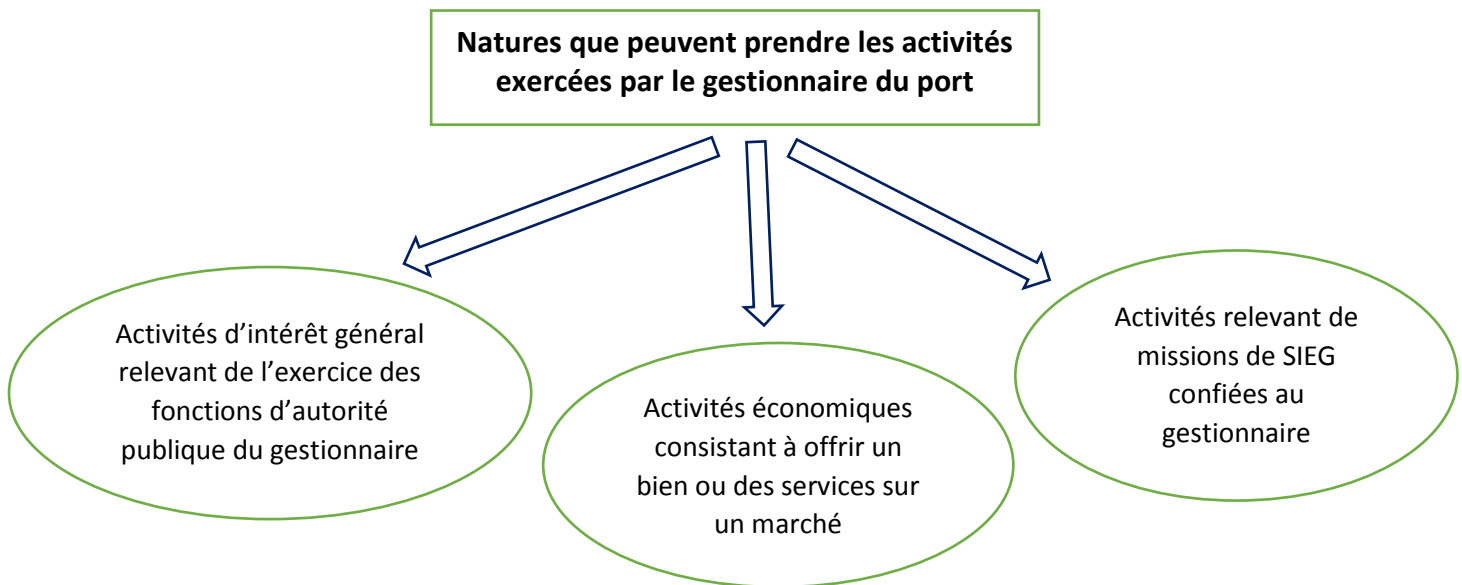 Natures que peuvent prendre les activités
exercées par le gestionnaire du port
Activités d’intérêt général
relevant de l’exercice des
fonctions d’autorité
publique du gestionnaire
Activités économiques
consistant à offrir un
bien ou des services sur
un marché
Activités relevant de
missions de SIEG
confiées au
gestionnaire